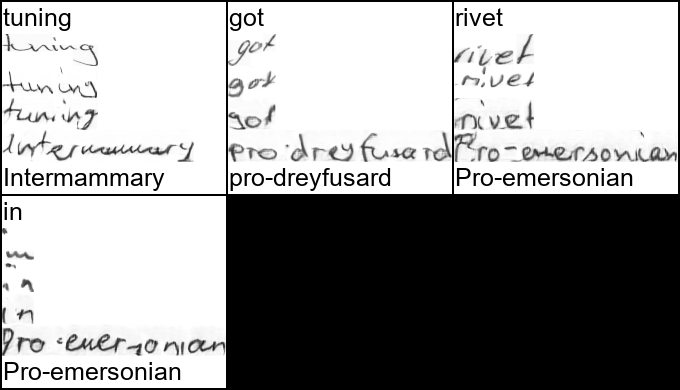 tuning
tuning
tuning
tuning
Intermammary
Intermammary
got
got
got
got
pro-dreyfusard
pro-dreyfusard
rivet
rivet
rivet
rivet
Pro-emersonian
Pro-emersonian
in
in
in
in
Pro-emersonian
Pro-emersonian